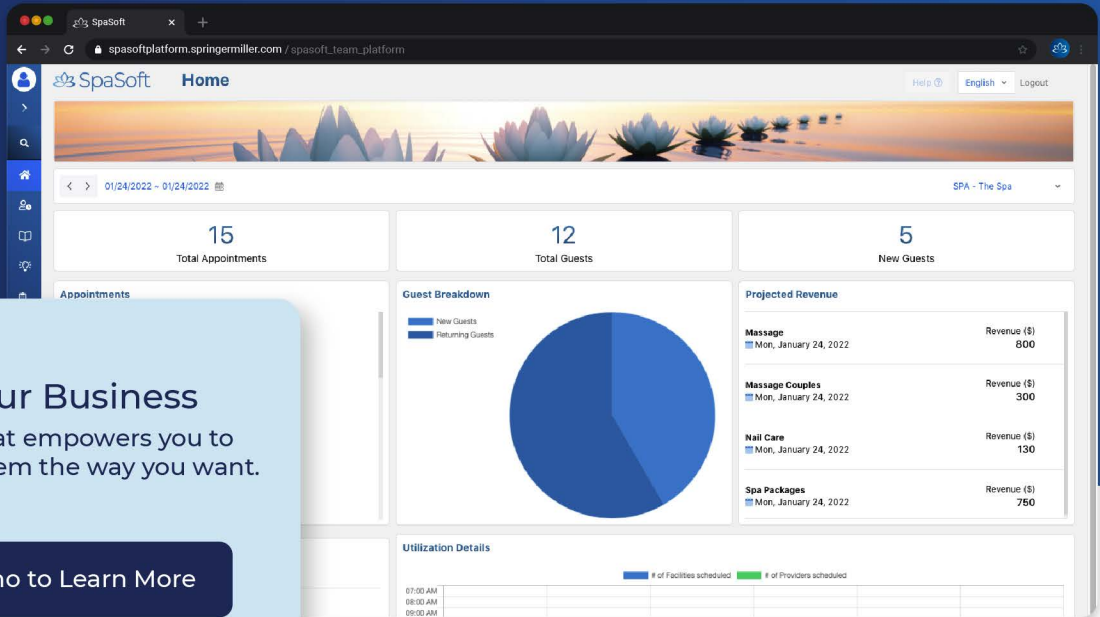 SpaSoft
spasoftplatform.springermiller.com / spasoft_team_platform
SpaSoft Home Help English Logout
01/24/2022 - 01/24/2022 SPA - The Spa
15 12 5
Total Appointments Total Guests New Guests
Appointments Guest Breakdown Projected Revenue
New Guests
Returning Guests
Massage Revenue ($)
Mon, January 24, 2022 800
Massage Couples Revenue ($)
Mon, January 24, 2022 300
Nail Care Revenue ($)
Mon, January 24, 2022 130
Spa Packages Revenue ($)
Mon, January 24, 2022 750
ur Business
at empowers you to
em the way you want.
no to Learn More
Utilization Details
# of Facilities scheduled # of Providers scheduled
07:00 AM
08:00 AM
09:00 AM